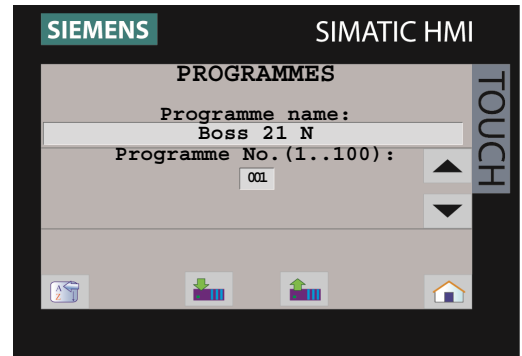 SIEMENS
SIMATIC HMI
TOUCH
PROGRAMMES
Programme name:
Boss 21 N
Programme No.(1..100):
001
A
Z